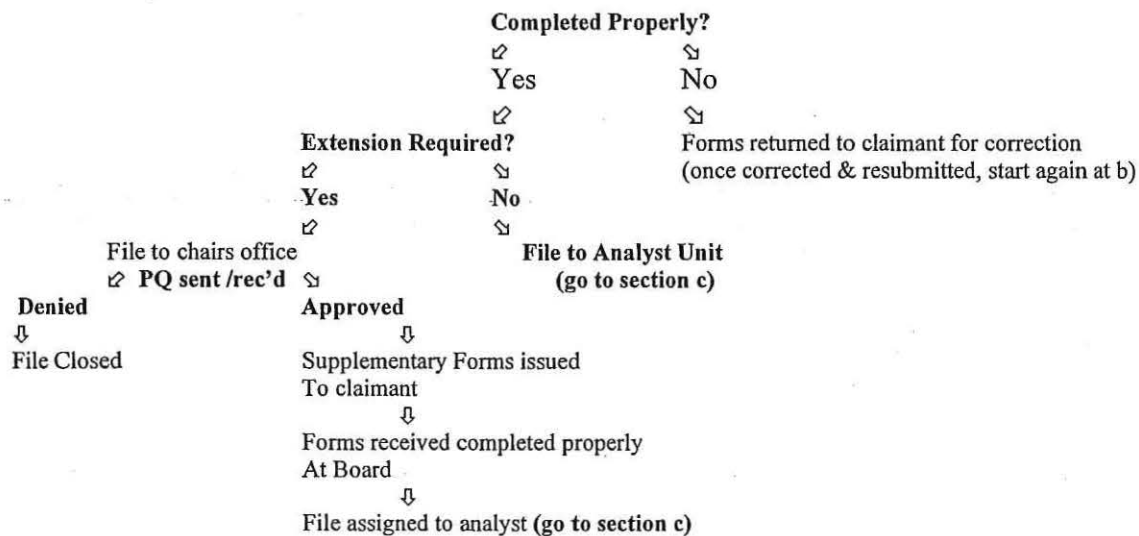 Completed Properly?
Yes No
Extension Required?
Forms returned to claimant for correction
(once corrected & resubmitted, start again at b)
Yes No
File to chairs office
File to Analyst Unit
PQ sent /rec'd
(go to section c)
Denied Approved
File Closed
Supplementary Forms issued
To claimant
Forms received completed properly
At Board
File assigned to analyst (go to section c)